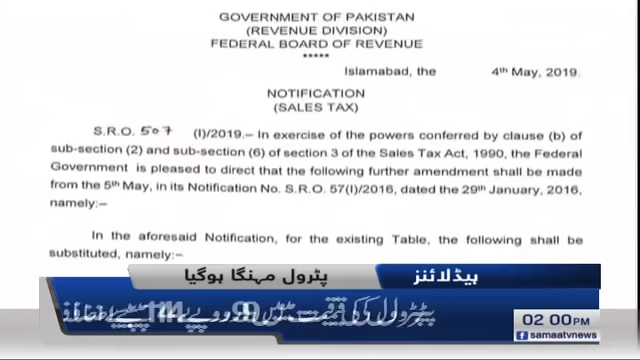 GOVERNMENT OF PAKISTAN
(REVENUE DIVISION)
FEDERAL BOARD OF REVENUE
*****
Islamabad, the 4th May, 2019.
NOTIFICATION
(SALES TAX)
S.R.O. 507 (I)/2019.– In exercise of the powers conferred by clause (b) of
sub-section (2) and sub-section (6) of section 3 of the Sales Tax Act, 1990, the Federal
Government is pleased to direct that the following further amendment shall be made
from the 5th May, in its Notification No. S.R.O. 57(I)/2016, dated the 29th January, 2016,
namely:–
In the aforesaid Notification, for the existing Table, the following shall be
substituted, namely:–
ہیڈلائنز
پٹرول مہنگا ہوگیا
پٹرول کی قیمت میں
02:00PM
samaatvnews